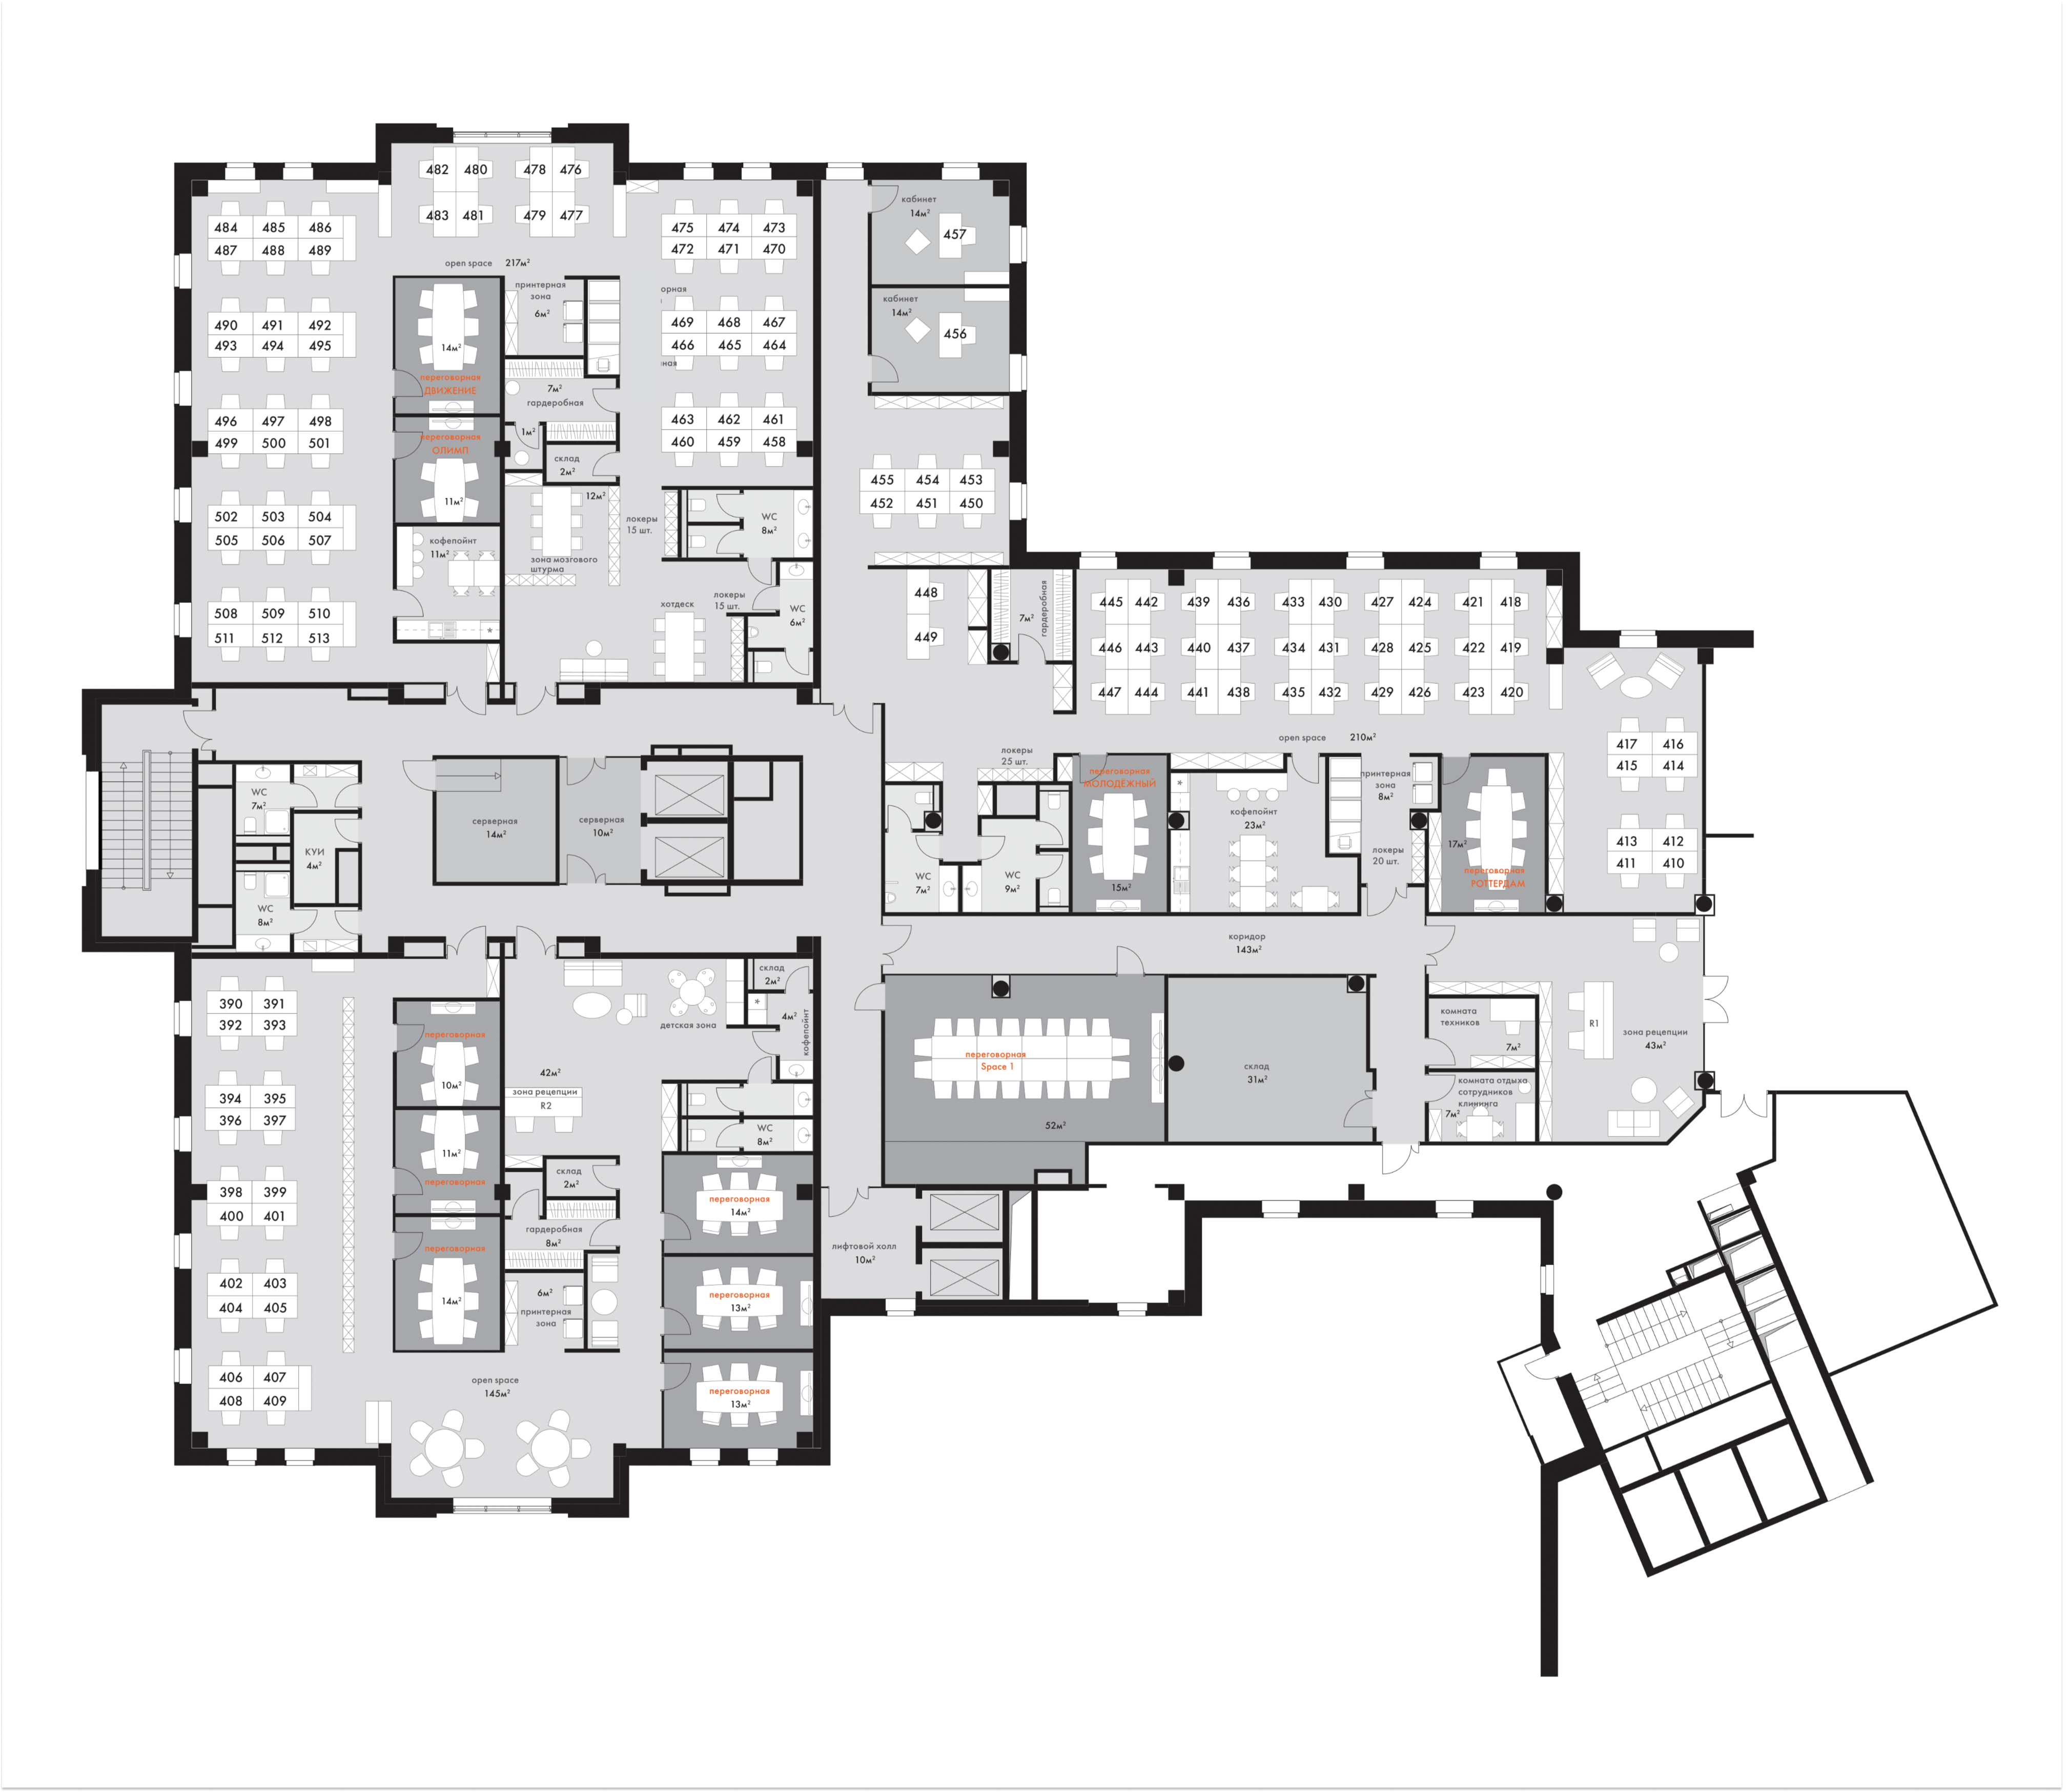 482 480 478 476
483 481 479 477
484 485 486
487 488 489
475 474 473
472 471 470
open space 217м²
кабинет
14м²
457
кабинет
14м²
456
принтерная
зона
6м²
490 491 492
493 494 495
14м²
переговорная
ДВИЖЕНИЕ
469 468 467
466 465 464
7м²
гардеробная
496 497 498
499 500 501
переговорная
ОЛИМП
11м²
1м²
склад
2м²
463 462 461
460 459 458
455 454 453
452 451 450
502 503 504
505 506 507
кофепойнт
11м²
12м²
зона мозгового
штурма
локеры
15 шт.
WC
8м²
508 509 510
511 512 513
хотдеск
локеры
15 шт.
WC
6м²
448
449
7м²
гардеробная
445 442 439 436 433 430 427 424 421 418
446 443 440 437 434 431 428 425 422 419
447 444 441 438 435 432 429 426 423 420
open space 210м²
локеры
25 шт.
417 416
415 414
413 412
411 410
WC
7м²
КУИ
4м²
WC
8м²
серверная
14м²
серверная
10м²
WC
7м²
WC
9м²
переговорная
МОЛОДЁЖНЫЙ
15м²
*
кофепойнт
23м²
принтерная
зона
8м²
локеры
20 шт.
17м²
переговорная
РОТТЕРДАМ
коридор
143м²
390 391
392 393
394 395
396 397
398 399
400 401
402 403
404 405
406 407
408 409
переговорная
10м²
11м²
переговорная
переговорная
14м²
детская зона
42м²
зона рецепции
R2
склад
2м²
*
4м²
кофепойнт
WC
8м²
склад
2м²
гардеробная
8м²
6м²
принтерная
зона
open space
145м²
переговорная
14м²
переговорная
13м²
переговорная
13м²
лифтовой холл
10м²
переговорная
Space 1
52м²
склад
31м²
комната
техников
7м²
комната отдыха
сотрудников
клининга
7м²
R1
зона рецепции
43м²